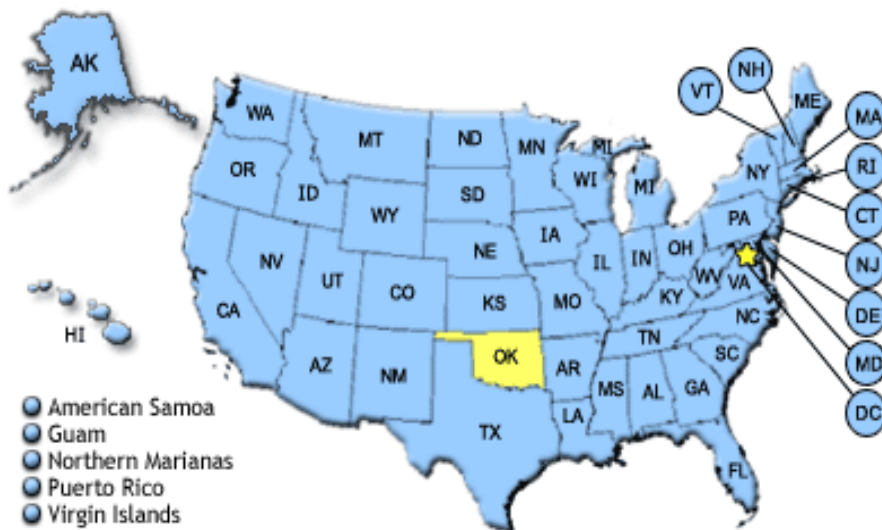 AK
WA
OR
CA
ID
NV
MT
WY
UT
AZ
CO
NM
ND
SD
NE
KS
OK
TX
MN
IA
MO
AR
LA
WI
IL
MI
MI
IN
OH
KY
TN
MS
AL
GA
FL
SC
NC
VA
WV
PA
NY
ME
VT
NH
MA
RI
CT
NJ
DE
MD
DC
HI
American Samoa
Guam
Northern Marianas
Puerto Rico
Virgin Islands